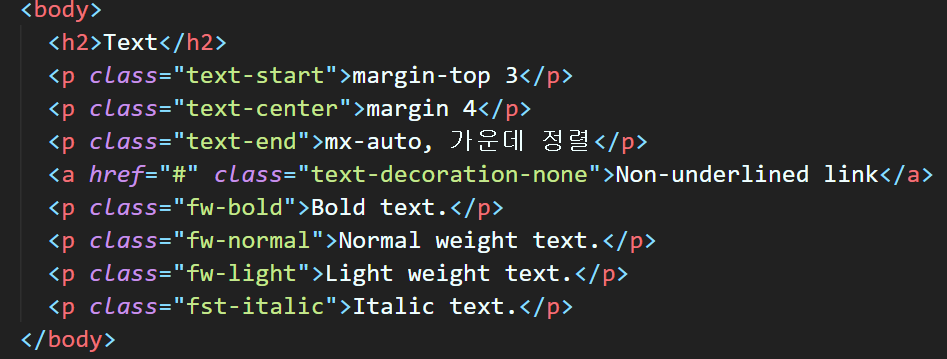 <body>
<h2>Text</h2>
<p class="text-start">margin-top 3</p>
<p class="text-center">margin 4</p>
<p class="text-end">mx-auto, 가운데 정렬</p>
<a href="#" class="text-decoration-none">Non-underlined link</a>
<p class="fw-bold">Bold text.</p>
<p class="fw-normal">Normal weight text.</p>
<p class="fw-light">Light weight text.</p>
<p class="fst-italic">Italic text.</p>
</body>